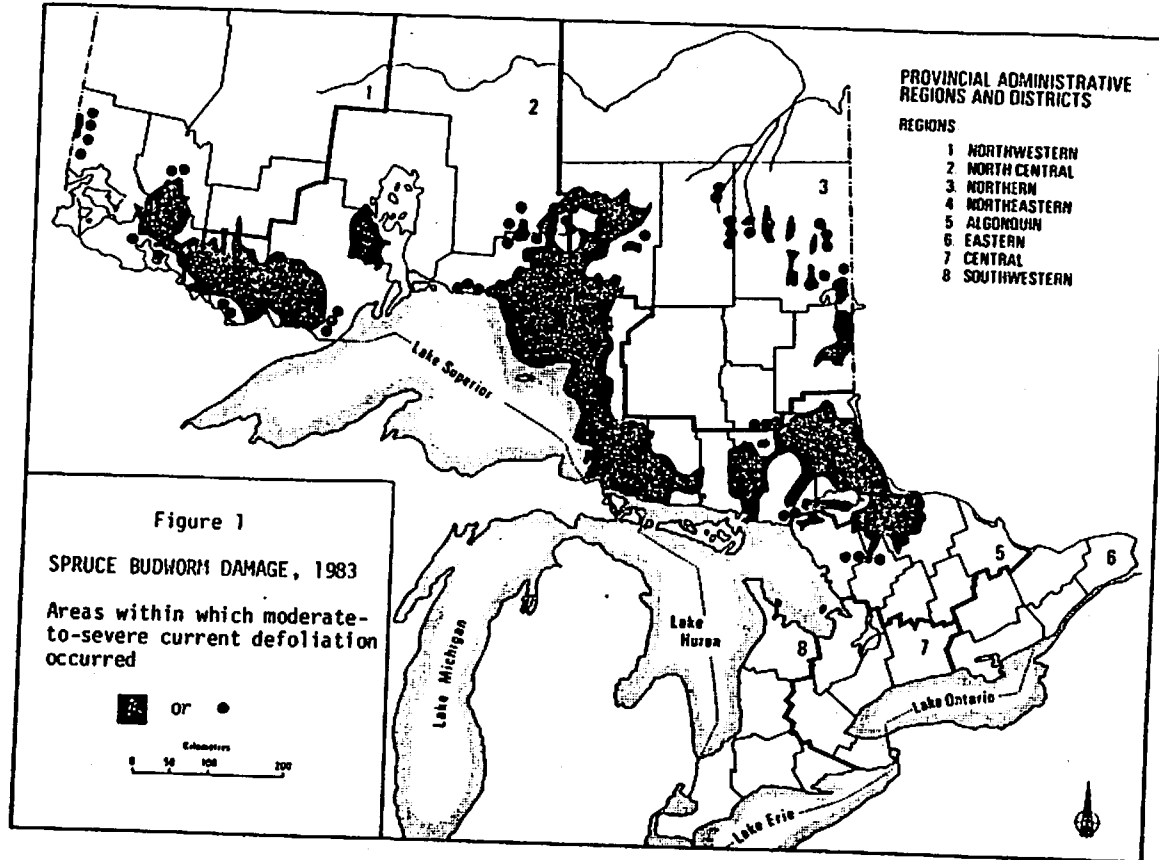 PROVINCIAL ADMINISTRATIVE
REGIONS AND DISTRICTS
REGIONS
1 NORTHWESTERN
2 NORTH CENTRAL
3 NORTHERN
4 NORTHEASTERN
5 ALGONQUIN
6 EASTERN
7 CENTRAL
8 SOUTHWESTERN
1
2
3
Lake Superior
5
6
Lake Huron
8
7
Lake Michigan
Lake Ontario
Lake Erie
Figure 1
SPRUCE BUDWORM DAMAGE, 1983
Areas within which moderate-
to-severe current defoliation
occurred
or
Kilometres
0 50 100 200